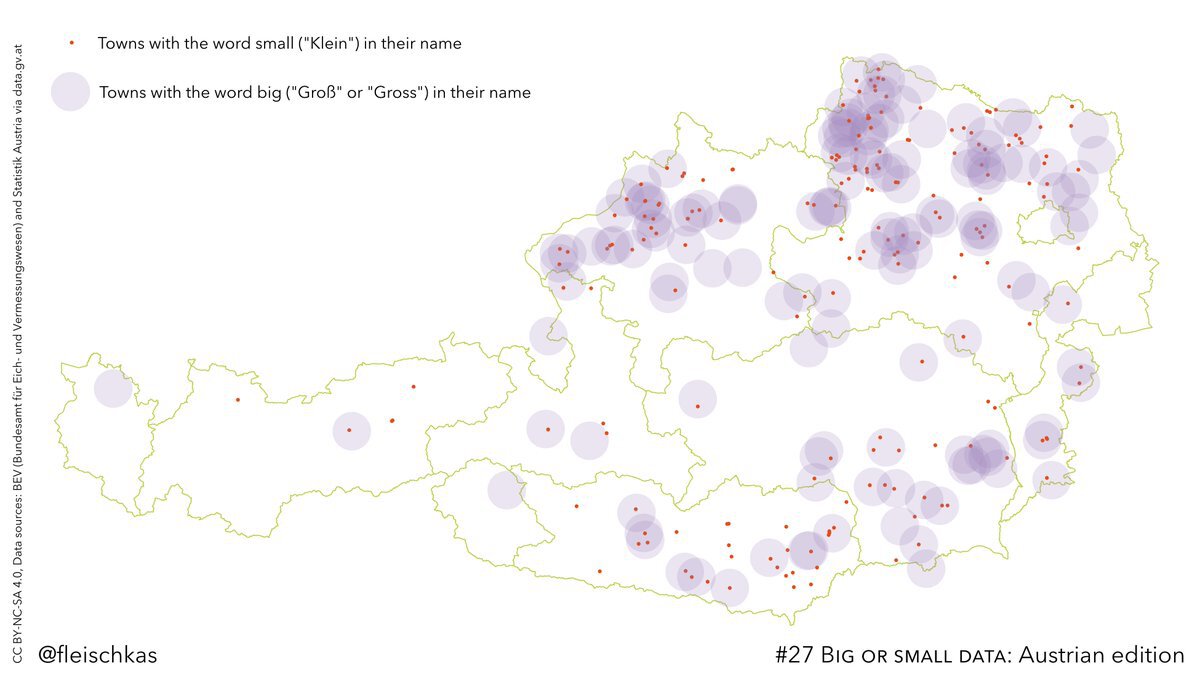 Towns with the word small ("Klein") in their name
Towns with the word big ("Groß" or "Gross") in their name
CC BY-NC-SA 4.0, Data sources: BEV (Bundesamt für Eich- und Vermessungswesen) and Statistik Austria via data.gv.at
@fleischkas
#27 Big or small data: Austrian edition